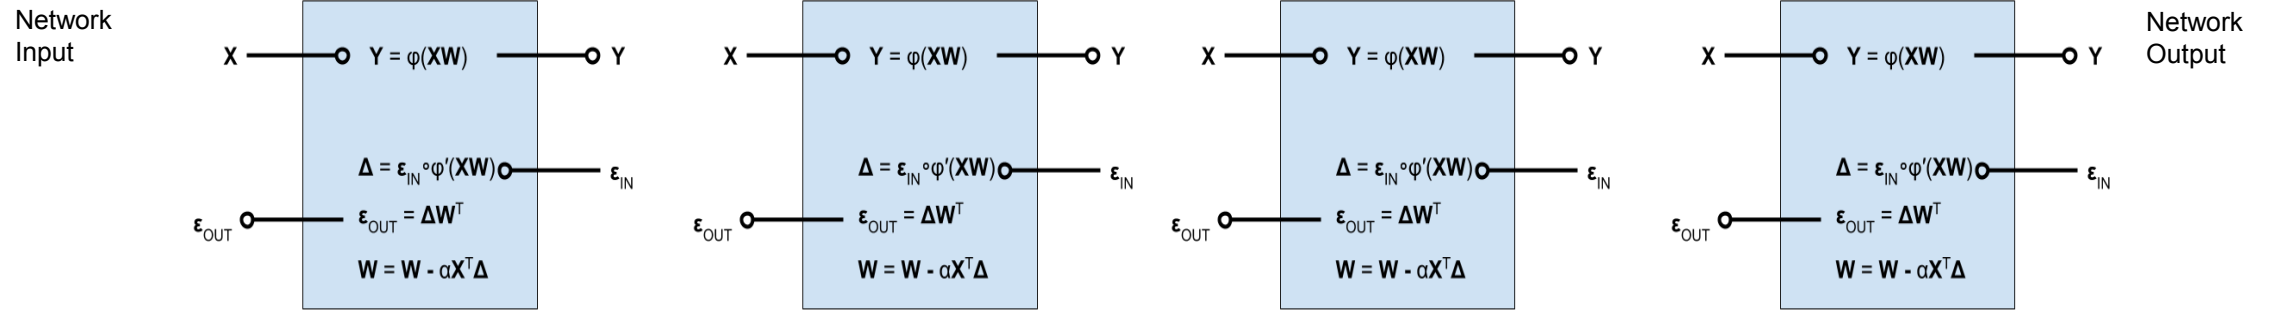 Network
Input
X Y = φ(XW) Y
Δ = ε_IN∘φ′(XW) ε_IN
ε_OUT ε_OUT = ΔW^T
W = W - αX^TΔ
X Y = φ(XW) Y
Δ = ε_IN∘φ′(XW) ε_IN
ε_OUT ε_OUT = ΔW^T
W = W - αX^TΔ
X Y = φ(XW) Y
Δ = ε_IN∘φ′(XW) ε_IN
ε_OUT ε_OUT = ΔW^T
W = W - αX^TΔ
X Y = φ(XW) Y
Δ = ε_IN∘φ′(XW) ε_IN
ε_OUT ε_OUT = ΔW^T
W = W - αX^TΔ
Network
Output